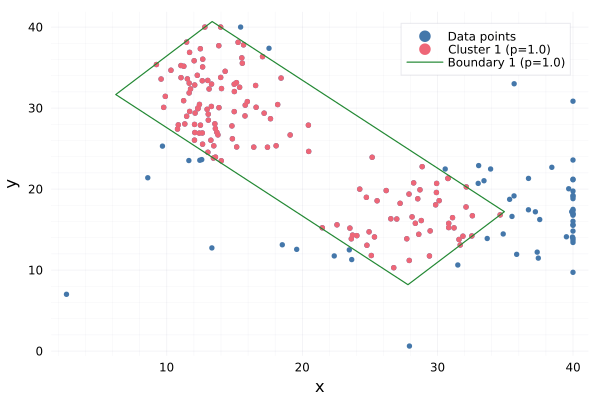 40
30
20
10
0
y
Data points
Cluster 1 (p=1.0)
Boundary 1 (p=1.0)
10 20 30 40
x